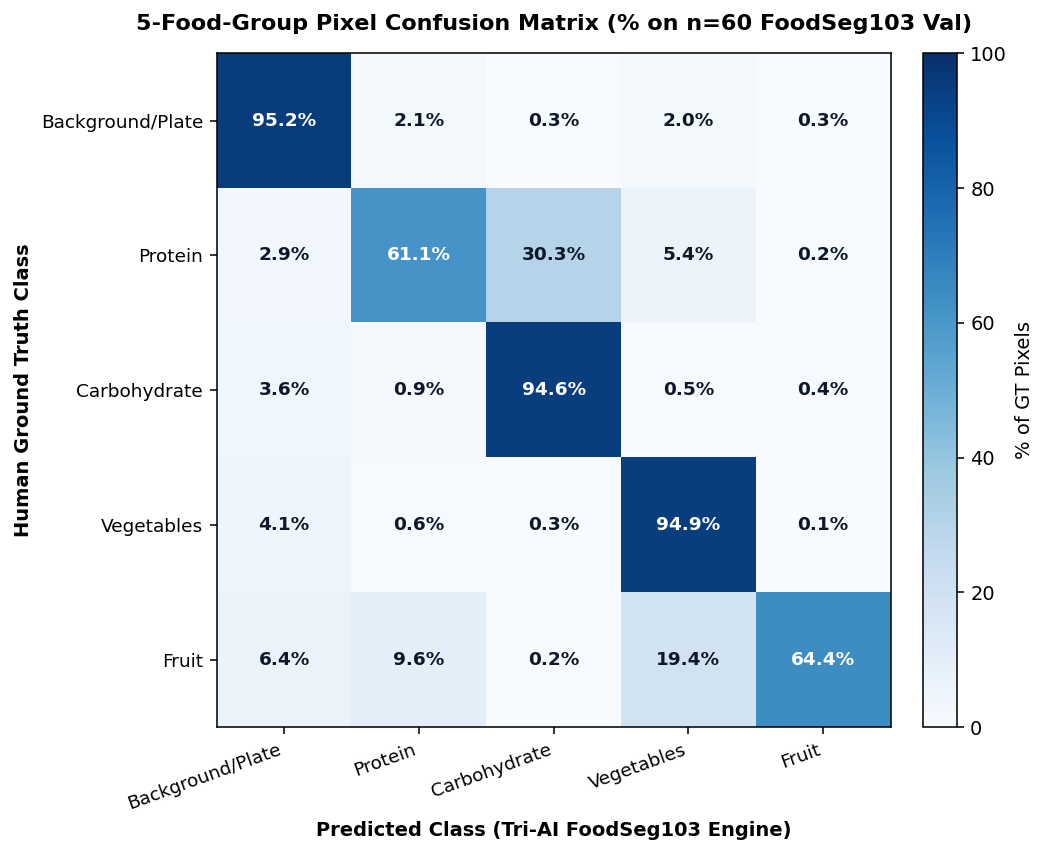 5-Food-Group Pixel Confusion Matrix (% on n=60 FoodSeg103 Val)
Human Ground Truth Class
Background/Plate 95.2% 2.1% 0.3% 2.0% 0.3%
Protein 2.9% 61.1% 30.3% 5.4% 0.2%
Carbohydrate 3.6% 0.9% 94.6% 0.5% 0.4%
Vegetables 4.1% 0.6% 0.3% 94.9% 0.1%
Fruit 6.4% 9.6% 0.2% 19.4% 64.4%
Background/Plate Protein Carbohydrate Vegetables Fruit
Predicted Class (Tri-AI FoodSeg103 Engine)
100
80
60
40
20
0
% of GT Pixels